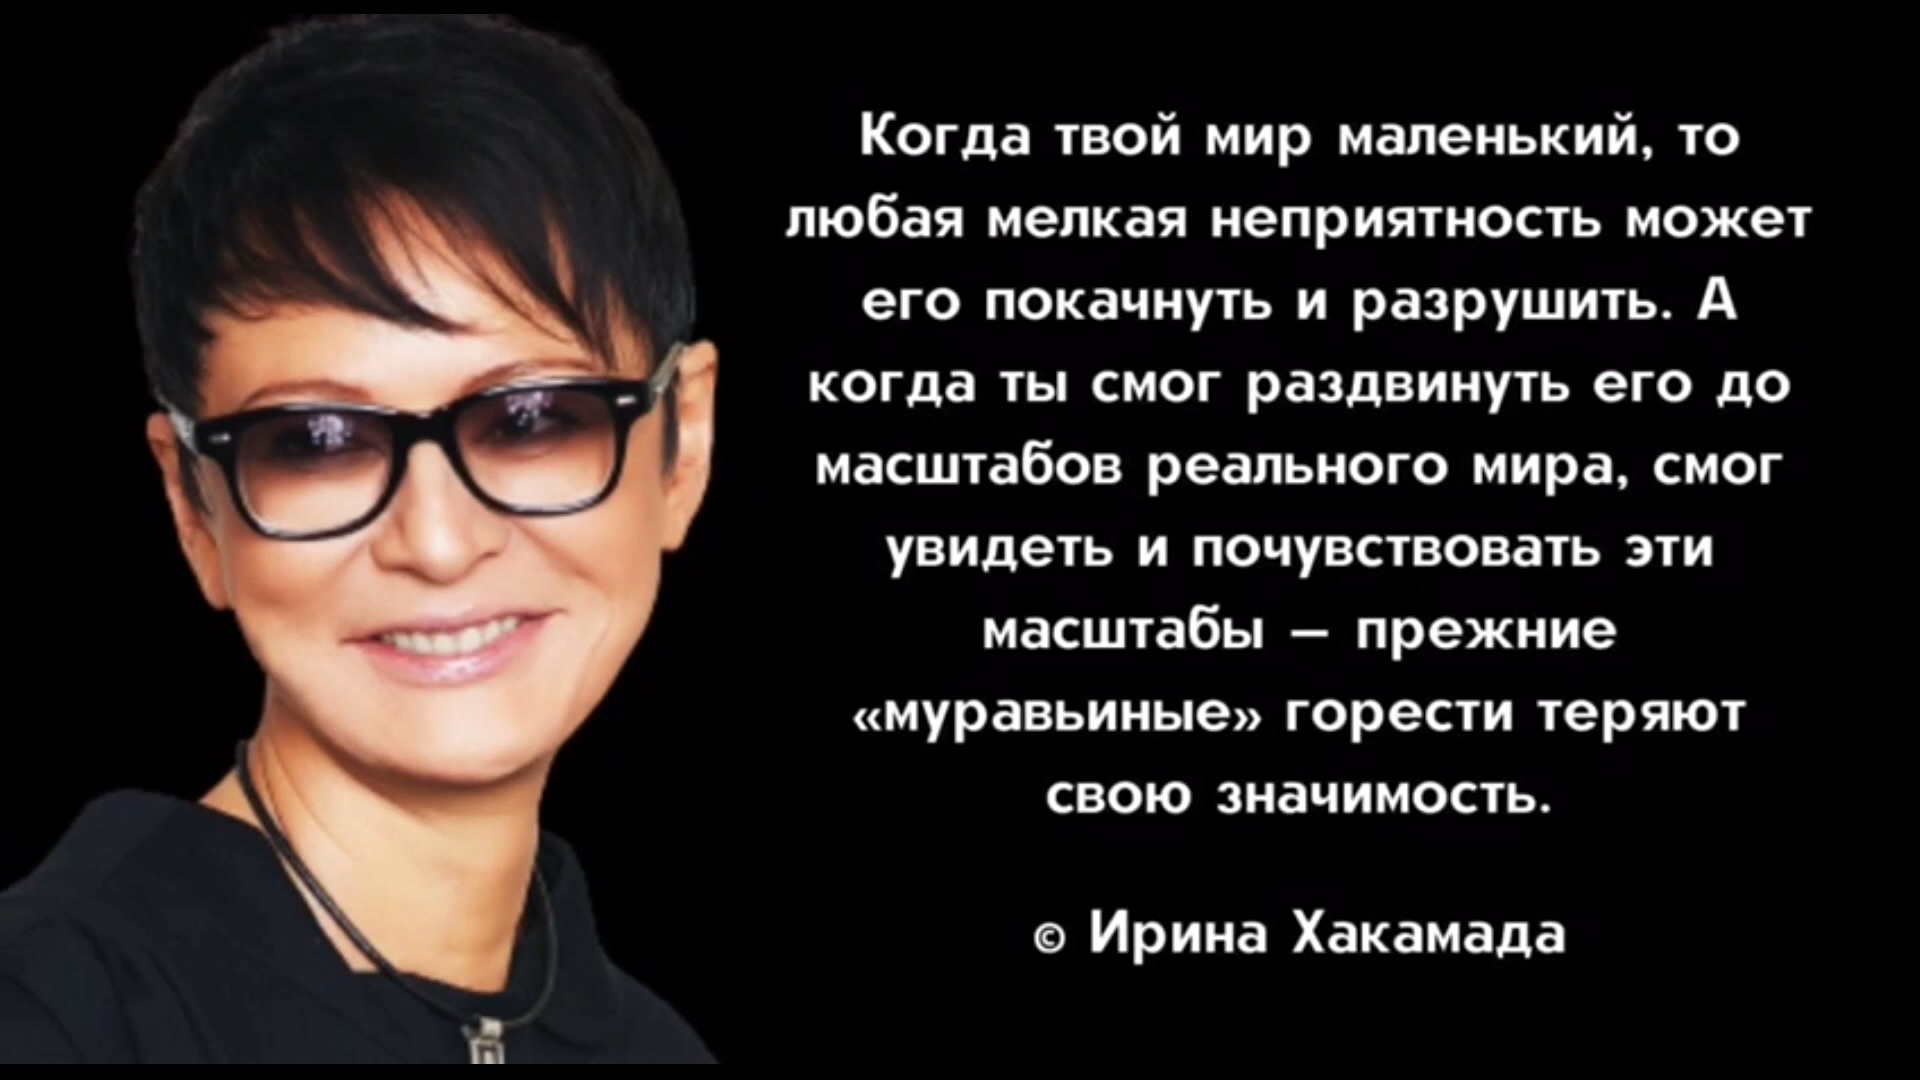 Когда твой мир маленький, то
любая мелкая неприятность может
его покачнуть и разрушить. А
когда ты смог раздвинуть его до
масштабов реального мира, смог
увидеть и почувствовать эти
масштабы – прежние
«муравьиные» горести теряют
свою значимость.
© Ирина Хакамада